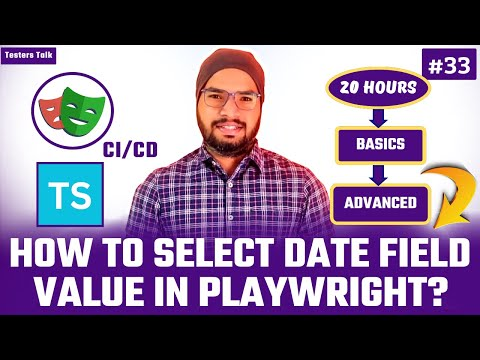 Testers Talk
#33
20 HOURS
CI/CD
BASICS
TS
ADVANCED
HOW TO SELECT DATE FIELD
VALUE IN PLAYWRIGHT?